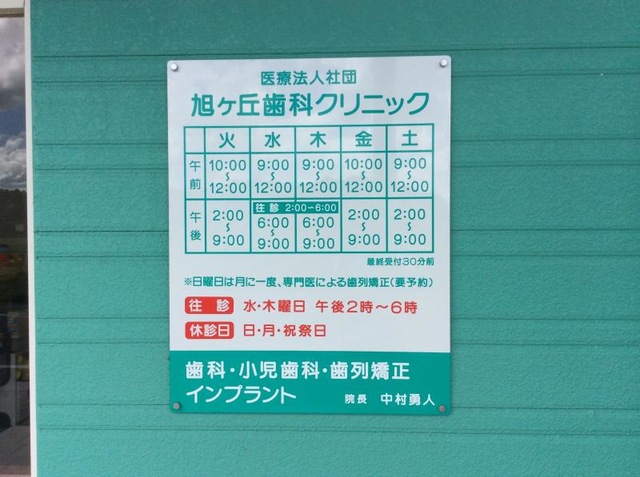 医療法人社団
旭ヶ丘歯科クリニック
火 水 木 金 土
午前 10:00〜12:00 9:00〜12:00 9:00〜12:00 10:00〜12:00 9:00〜12:00
往診 2:00〜6:00
午後 2:00〜9:00 6:00〜9:00 6:00〜9:00 2:00〜9:00 2:00〜9:00
最終受付30分前
※日曜日は月に一度、専門医による歯列矯正(要予約)
往診 水・木曜日 午後2時〜6時
休診日 日・月・祝祭日
歯科・小児歯科・歯列矯正
インプラント 院長 中村勇人